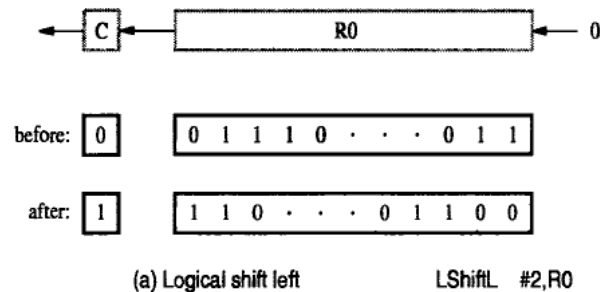 C R0 0
before: 0 0 1 1 1 0 · · · 0 1 1
after: 1 1 1 0 · · · 0 1 1 0 0
(a) Logical shift left LShiftL #2,R0